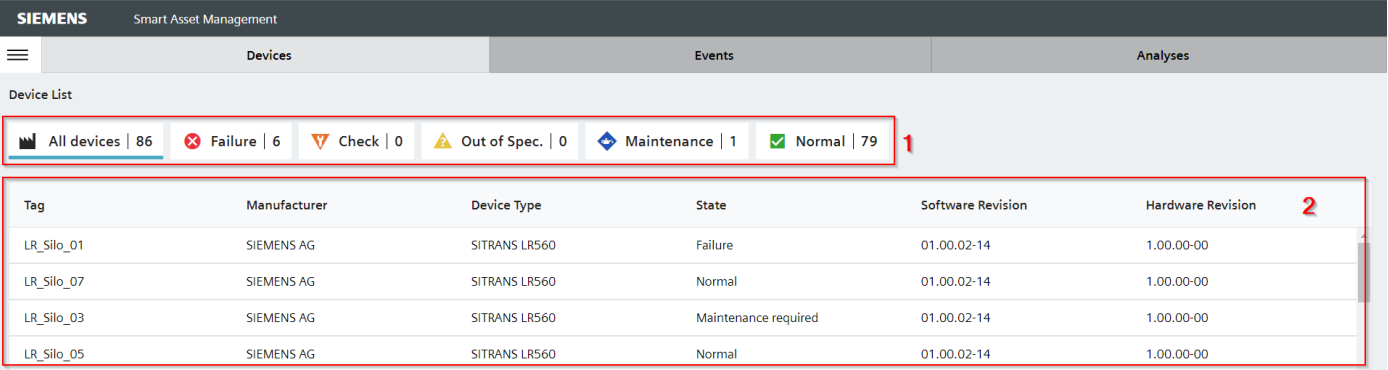 SIEMENS Smart Asset Management
Devices Events Analyses
Device List
All devices | 86 Failure | 6 Check | 0 Out of Spec. | 0 Maintenance | 1 Normal | 79 1
Tag Manufacturer Device Type State Software Revision Hardware Revision 2
LR_Silo_01 SIEMENS AG SITRANS LR560 Failure 01.00.02-14 1.00.00-00
LR_Silo_07 SIEMENS AG SITRANS LR560 Normal 01.00.02-14 1.00.00-00
LR_Silo_03 SIEMENS AG SITRANS LR560 Maintenance required 01.00.02-14 1.00.00-00
LR_Silo_05 SIEMENS AG SITRANS LR560 Normal 01.00.02-14 1.00.00-00